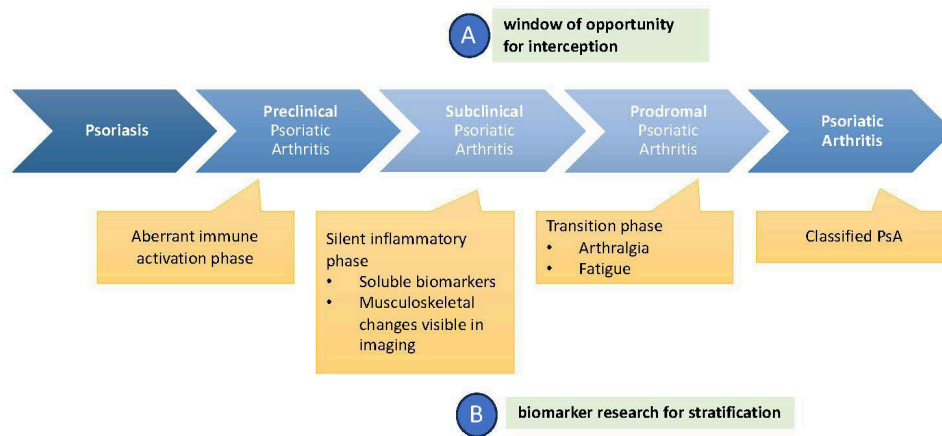 A
window of opportunity
for interception
Psoriasis
Preclinical
Psoriatic
Arthritis
Subclinical
Psoriatic
Arthritis
Prodromal
Psoriatic
Arthritis
Psoriatic
Arthritis
Aberrant immune
activation phase
Silent inflammatory
phase
• Soluble biomarkers
• Musculoskeletal
changes visible in
imaging
Transition phase
• Arthralgia
• Fatigue
Classified PsA
B
biomarker research for stratification